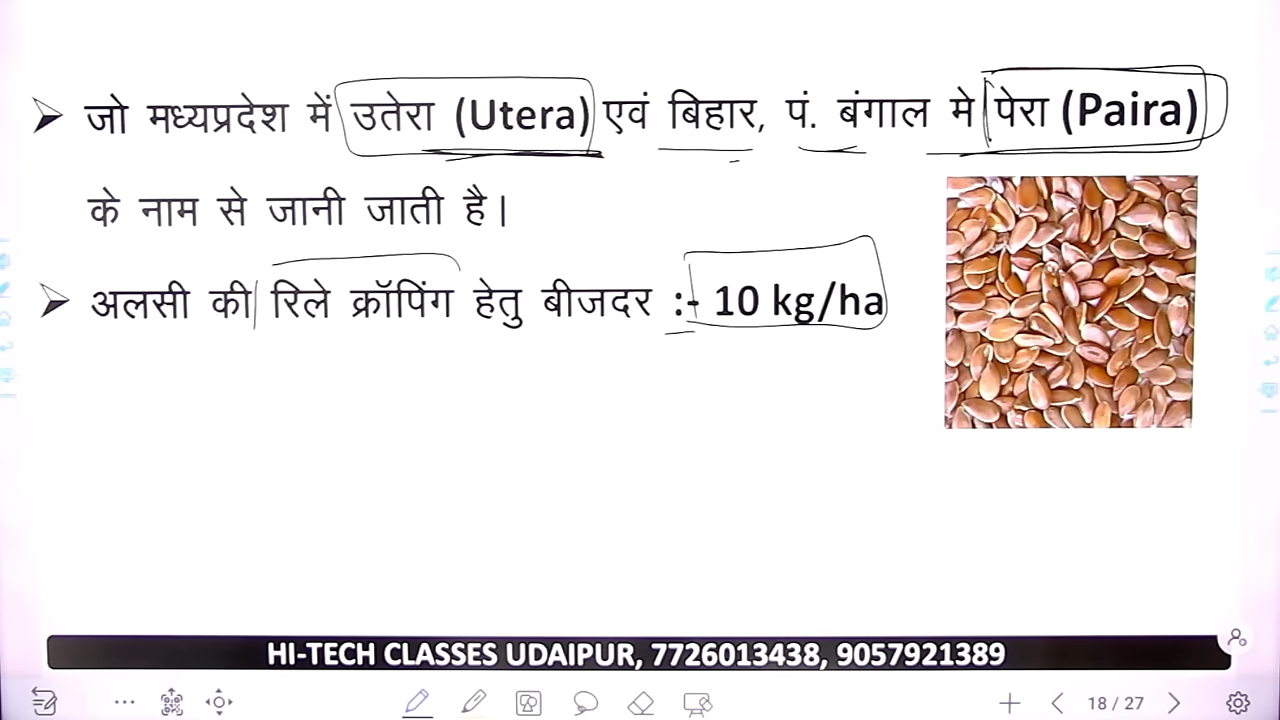 जो मध्यप्रदेश में उतेरा (Utera) एवं बिहार, पं. बंगाल मे पेरा (Paira)
के नाम से जानी जाती है।
अलसी की रिले क्रॉपिंग हेतु बीजदर :- 10 kg/ha
HI-TECH CLASSES UDAIPUR, 7726013438, 9057921389
18 / 27